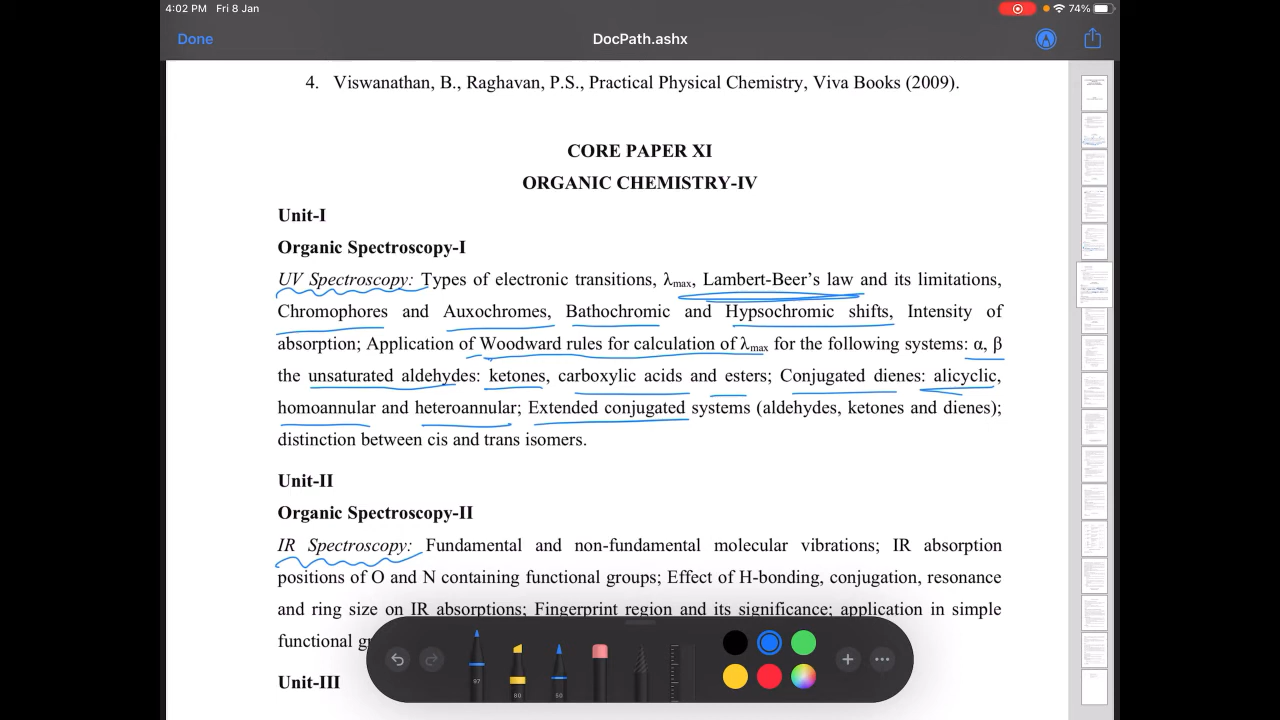 4:02 PM Fri 8 Jan 74%
Done DocPath.ashx
4. Viswanathan, B., Raghavan, P.S., Practical Physical Chemistry, Viva Books (2009).
CORE PAPER XI
ORGANIC CHEMISTRY-IV
Unit-I
Organic Spectroscopy-I
UV Spectroscopy: Types of electronic transitions, λmax, Lambert-Beer's Law and its limitations,
Chromophores and Auxochromes, Bathochromic and Hypsochromic shifts, Intensity of
absorption; Application of Woodward rules for calculation of λmax for the following systems: α, β
unsaturated aldehydes, ketones, carboxylic acids and esters; Conjugated dienes: alicyclic,
homoannular and heteroannular; Extended conjugated systems (aldehydes, ketones and dienes);
distinction between cis and trans isomers.
Unit-II
Organic Spectroscopy-II
IR Spectroscopy: Fundamental and non-fundamental molecular vibrations; IR absorption
positions of O and N containing functional groups; Effect of H-bonding, conjugation, resonance
and ring size on IR absorptions; Fingerprint region and its significance; application in simple
functional
Unit-III
80 50